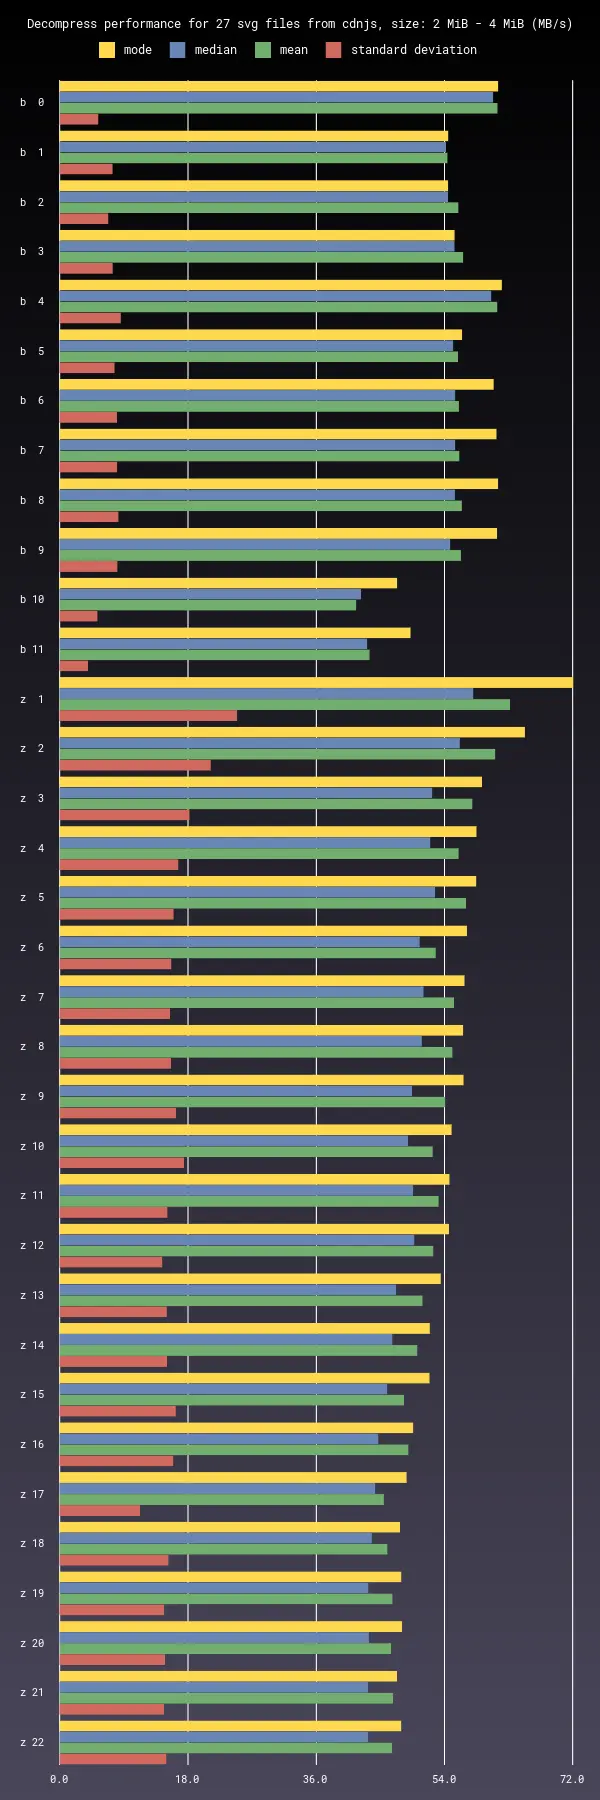 Decompress performance for 27 svg files from cdnjs, size: 2 MiB - 4 MiB (MB/s)
mode median mean standard deviation
b 0
b 1
b 2
b 3
b 4
b 5
b 6
b 7
b 8
b 9
b 10
b 11
z 1
z 2
z 3
z 4
z 5
z 6
z 7
z 8
z 9
z 10
z 11
z 12
z 13
z 14
z 15
z 16
z 17
z 18
z 19
z 20
z 21
z 22
0.0 18.0 36.0 54.0 72.0